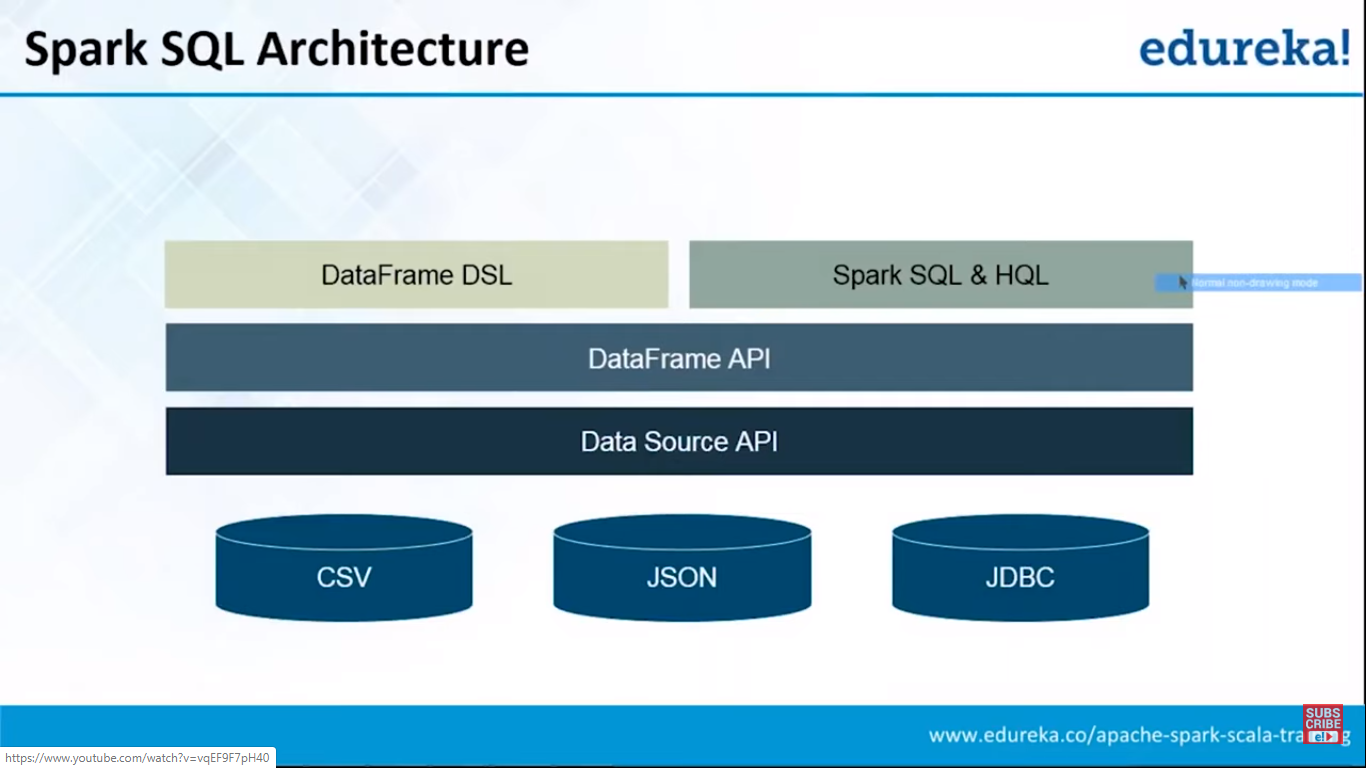 Spark SQL Architecture
edureka!
DataFrame DSL
Spark SQL & HQL
Normal non-drawing mode
DataFrame API
Data Source API
CSV
JSON
JDBC
SUBS
CRIBE
e!
www.edureka.co/apache-spark-scala-tra g
https://www.youtube.com/watch?v=vqEF9F7pH40